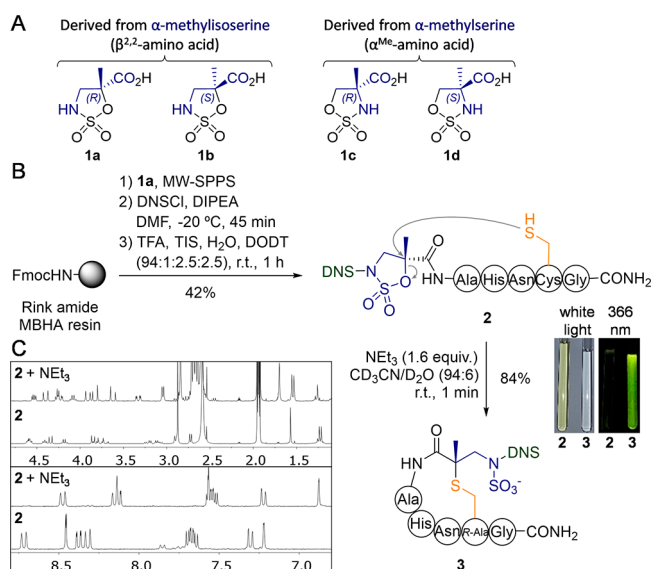 A
Derived from α-methylisoserine
(β2,2-amino acid)
Derived from α-methylserine
(αMe-amino acid)
CO2H
(R)
HN
O
S
O
O
1a
CO2H
(S)
HN
O
S
O
O
1b
CO2H
(R)
O
NH
S
O
O
1c
CO2H
(S)
O
NH
S
O
O
1d
B
1) 1a, MW-SPPS
2) DNSCl, DIPEA
DMF, -20 ºC, 45 min
3) TFA, TIS, H2O, DODT
(94:1:2.5:2.5), r.t., 1 h
FmocHN
42%
Rink amide
MBHA resin
H
S
O
DNS
N
S
O
O2
HN
Ala His Asn Cys Gly CONH2
2
white
light
366
nm
2 3 2 3
NEt3 (1.6 equiv.)
CD3CN/D2O (94:6)
r.t., 1 min
84%
C
2 + NEt3
2
4.5 4.0 3.5 3.0 2.5 2.0 1.5
2 + NEt3
2
8.5 8.0 7.5 7.0
O
HN
DNS
N
SO3-
S
Ala
His
Asn R-Ala Gly CONH2
3